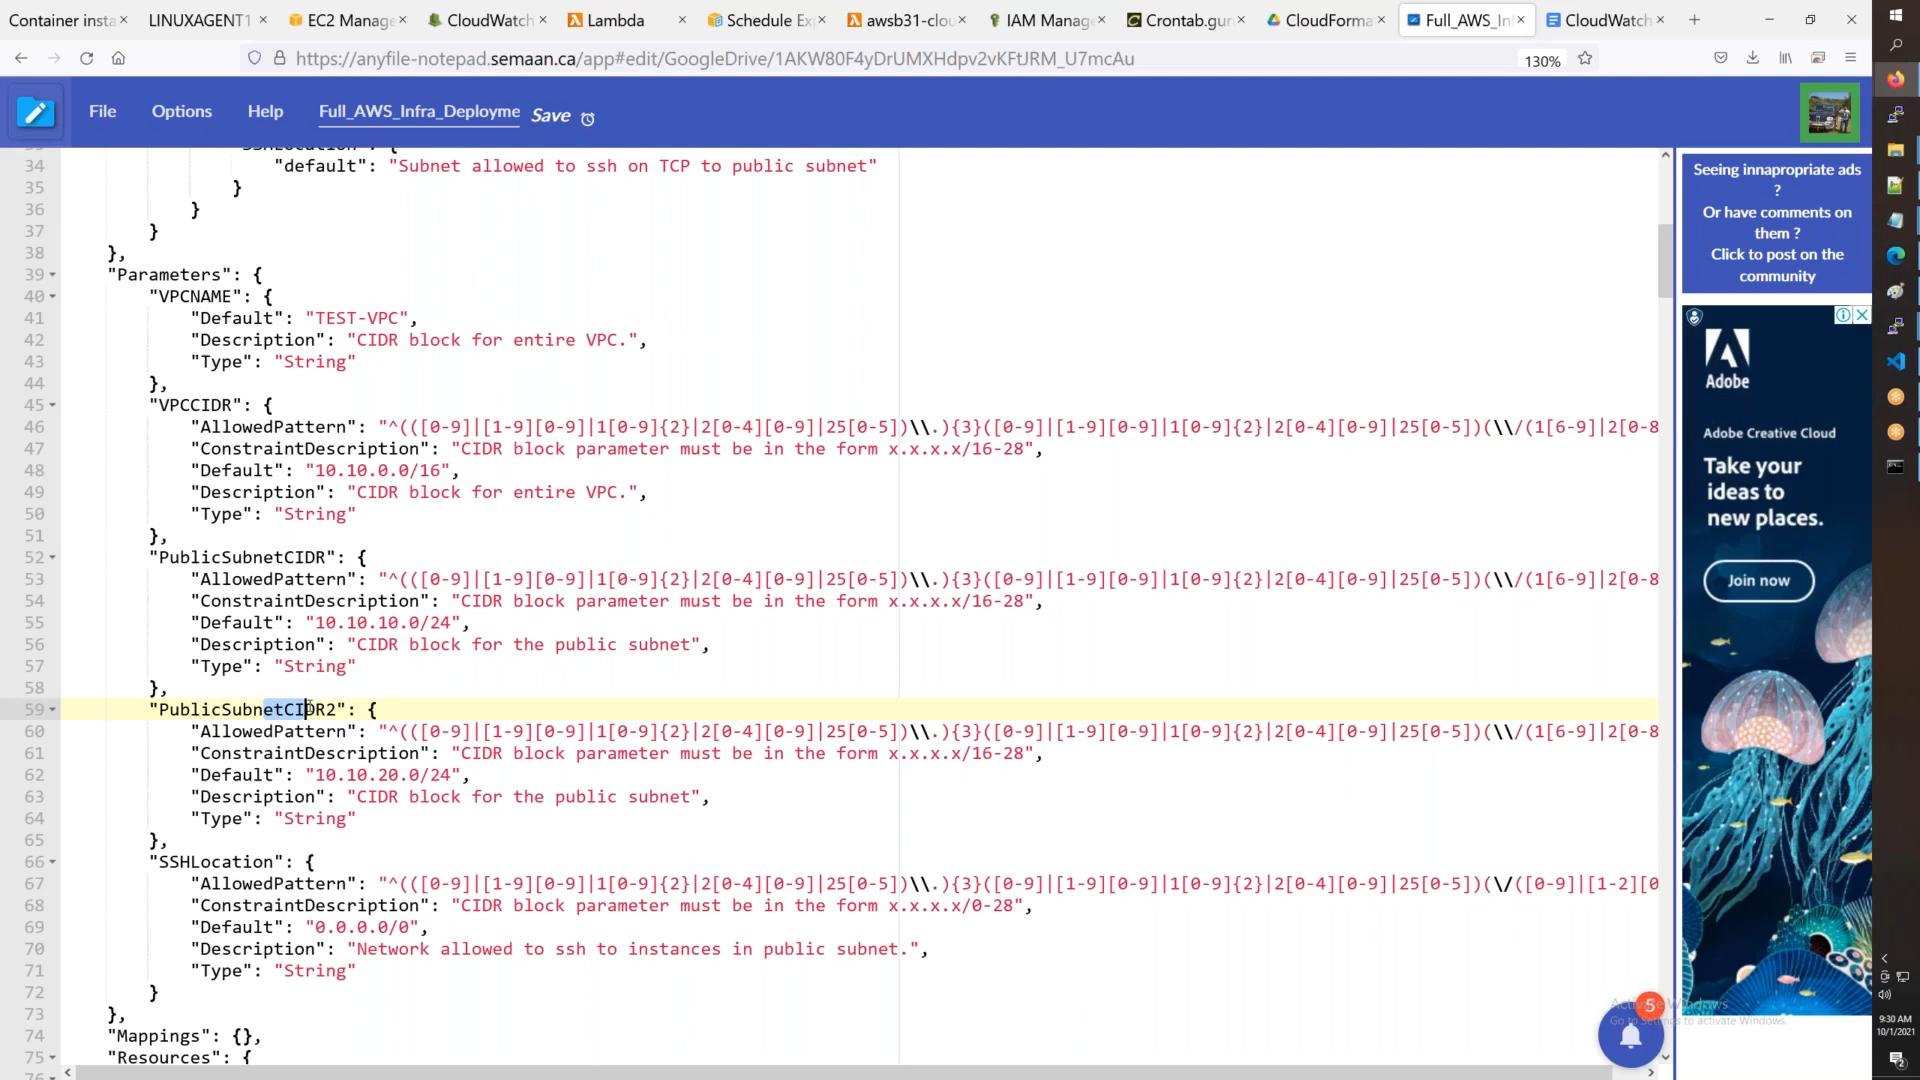 Container insta
LINUXAGENT1
EC2 Manage
CloudWatch
Lambda
Schedule Ex
awsb31-clou
IAM Manage
Crontab.gur
CloudForma
Full_AWS_In
CloudWatch
https://anyfile-notepad.semaan.ca/app#edit/GoogleDrive/1AKW80F4yDrUMXHdpv2vKFtJRM_U7mcAu
130%
File Options Help Full_AWS_Infra_Deployme Save
34 "default": "Subnet allowed to ssh on TCP to public subnet"
35 }
36 }
37 }
38 },
39 "Parameters": {
40 "VPCNAME": {
41 "Default": "TEST-VPC",
42 "Description": "CIDR block for entire VPC.",
43 "Type": "String"
44 },
45 "VPCCIDR": {
46 "AllowedPattern": "^(([0-9]|[1-9][0-9]|1[0-9]{2}|2[0-4][0-9]|25[0-5])\\.){3}([0-9]|[1-9][0-9]|1[0-9]{2}|2[0-4][0-9]|25[0-5])(\\/(1[6-9]|2[0-8
47 "ConstraintDescription": "CIDR block parameter must be in the form x.x.x.x/16-28",
48 "Default": "10.10.0.0/16",
49 "Description": "CIDR block for entire VPC.",
50 "Type": "String"
51 },
52 "PublicSubnetCIDR": {
53 "AllowedPattern": "^(([0-9]|[1-9][0-9]|1[0-9]{2}|2[0-4][0-9]|25[0-5])\\.){3}([0-9]|[1-9][0-9]|1[0-9]{2}|2[0-4][0-9]|25[0-5])(\\/(1[6-9]|2[0-8
54 "ConstraintDescription": "CIDR block parameter must be in the form x.x.x.x/16-28",
55 "Default": "10.10.10.0/24",
56 "Description": "CIDR block for the public subnet",
57 "Type": "String"
58 },
59 "PublicSubnetCIDR2": {
60 "AllowedPattern": "^(([0-9]|[1-9][0-9]|1[0-9]{2}|2[0-4][0-9]|25[0-5])\\.){3}([0-9]|[1-9][0-9]|1[0-9]{2}|2[0-4][0-9]|25[0-5])(\\/(1[6-9]|2[0-8
61 "ConstraintDescription": "CIDR block parameter must be in the form x.x.x.x/16-28",
62 "Default": "10.10.20.0/24",
63 "Description": "CIDR block for the public subnet",
64 "Type": "String"
65 },
66 "SSHLocation": {
67 "AllowedPattern": "^(([0-9]|[1-9][0-9]|1[0-9]{2}|2[0-4][0-9]|25[0-5])\\.){3}([0-9]|[1-9][0-9]|1[0-9]{2}|2[0-4][0-9]|25[0-5])(\/([0-9]|[1-2][0
68 "ConstraintDescription": "CIDR block parameter must be in the form x.x.x.x/0-28",
69 "Default": "0.0.0.0/0",
70 "Description": "Network allowed to ssh to instances in public subnet.",
71 "Type": "String"
72 }
73 },
74 "Mappings": {},
75 "Resources": {
Seeing innapropriate ads
?
Or have comments on
them ?
Click to post on the
community
Adobe
Adobe Creative Cloud
Take your
ideas to
new places.
Join now
5
Activate Windows
Go to Settings to activate Windows.
9:30 AM
10/1/2021
2